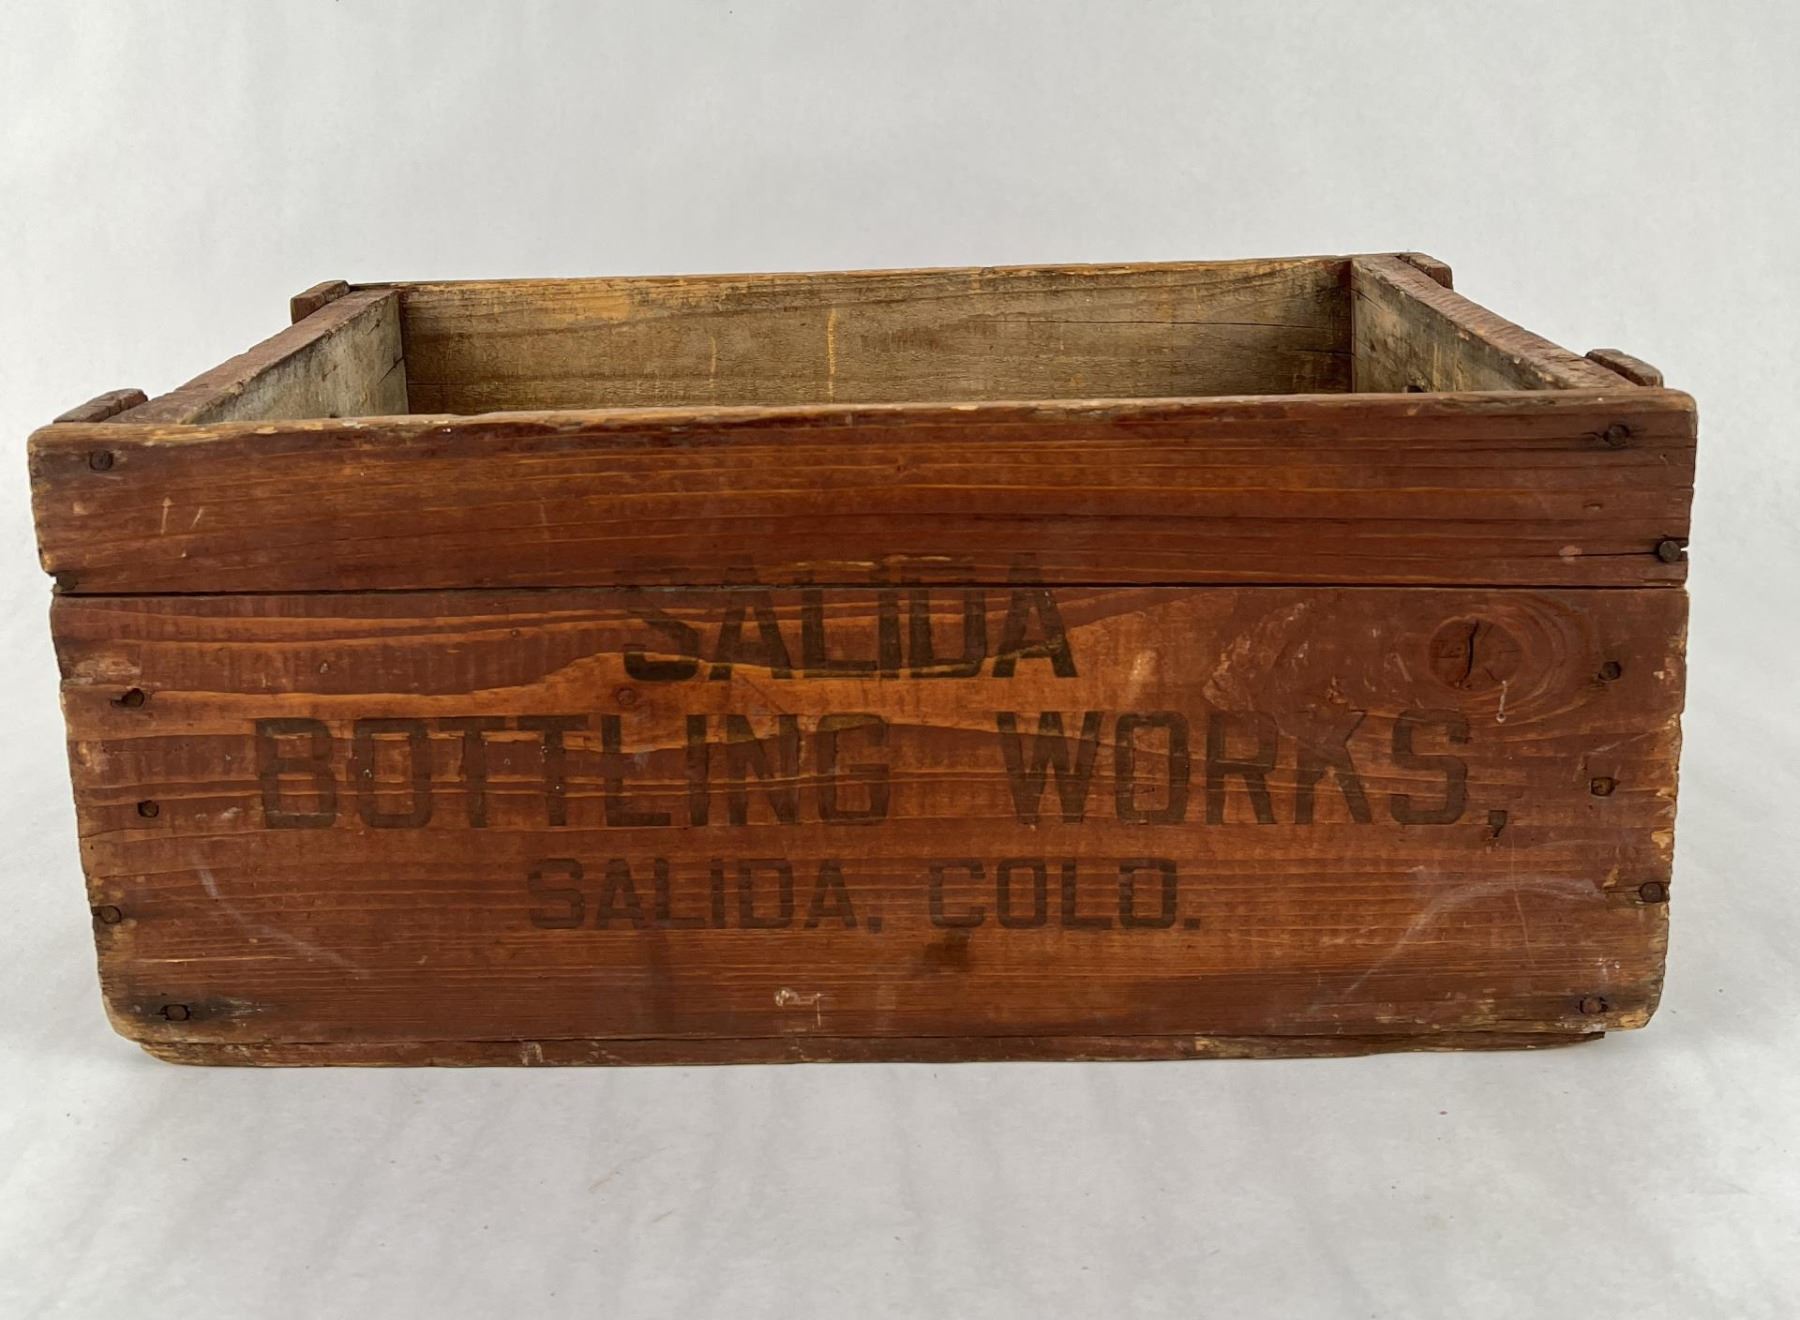 SALIDA
BOTTLING WORKS,
SALIDA, COLO.